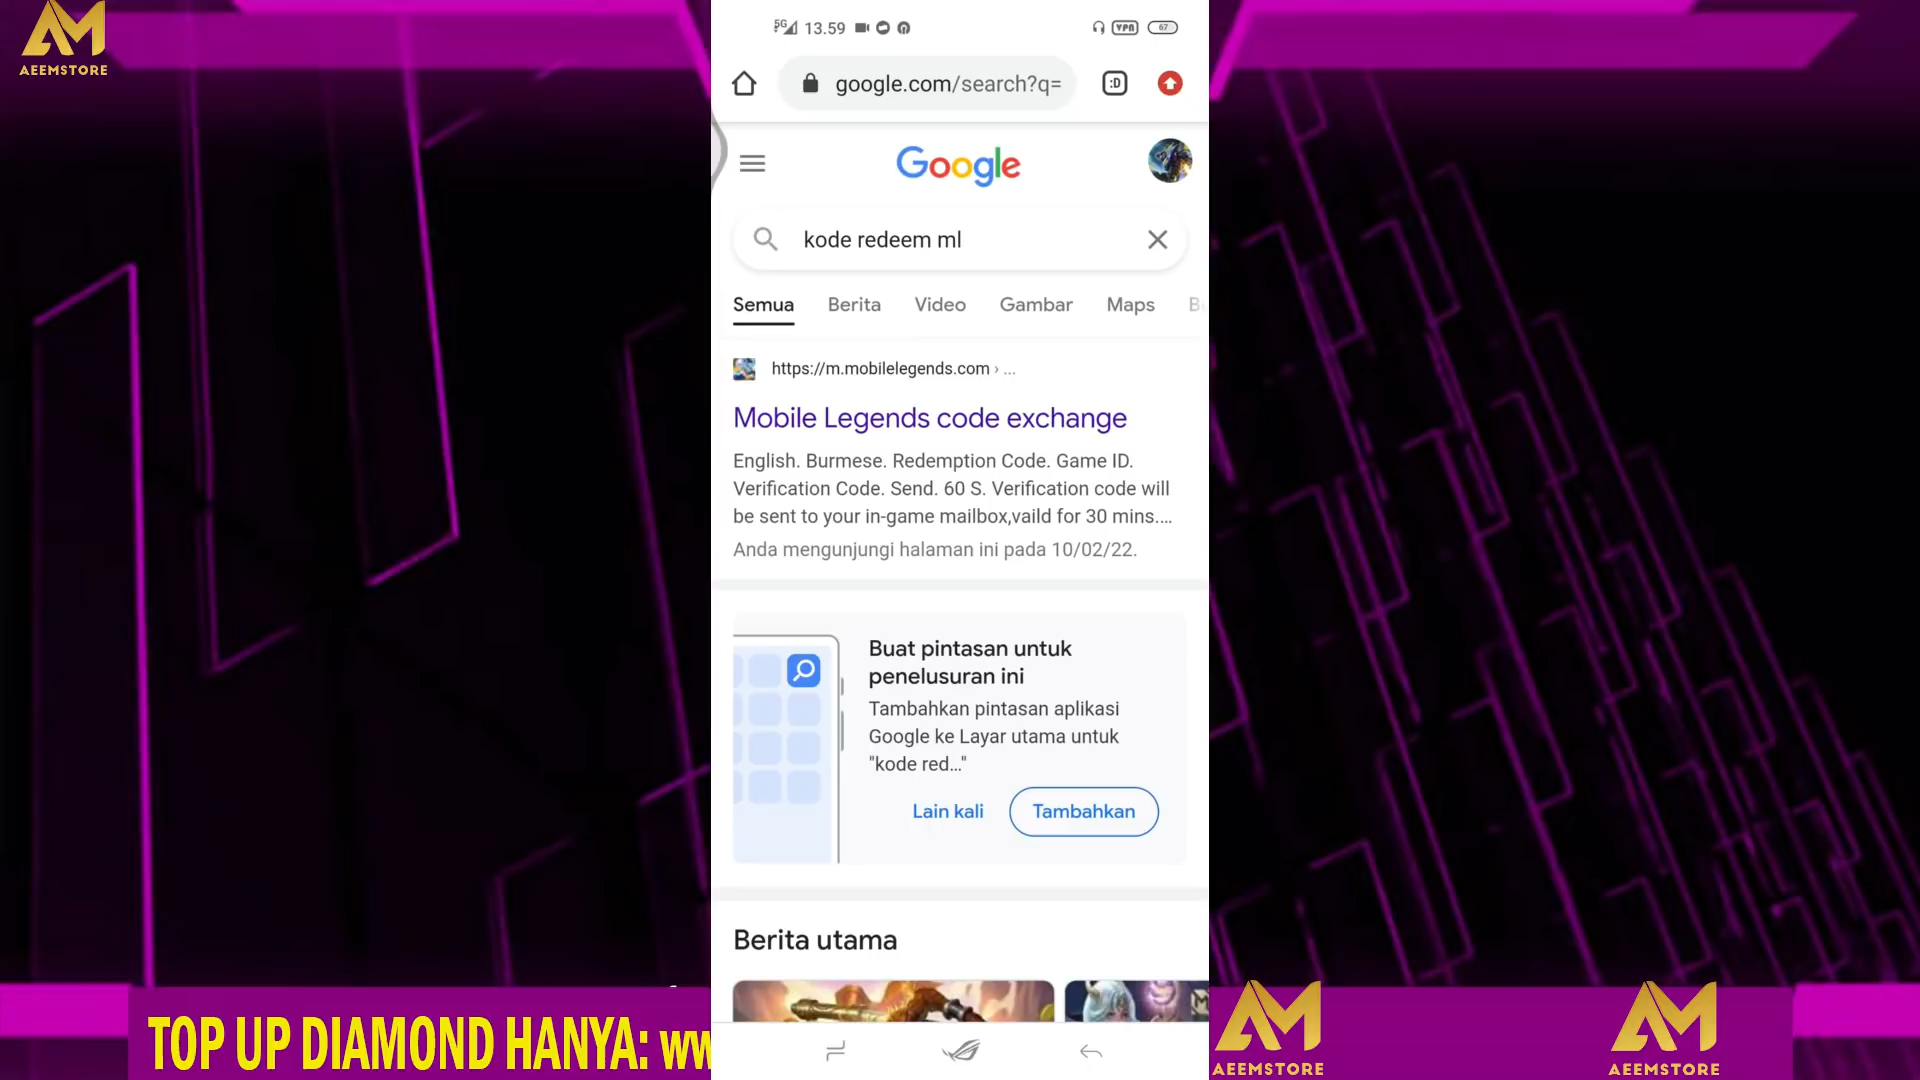 AEEMSTORE
5G 13.59 VPN 67
google.com/search?q=
:D
Google
kode redeem ml
Semua Berita Video Gambar Maps
https://m.mobilelegends.com › ...
Mobile Legends code exchange
English. Burmese. Redemption Code. Game ID.
Verification Code. Send. 60 S. Verification code will
be sent to your in-game mailbox,vaild for 30 mins....
Anda mengunjungi halaman ini pada 10/02/22.
Buat pintasan untuk
penelusuran ini
Tambahkan pintasan aplikasi
Google ke Layar utama untuk
"kode red..."
Lain kali Tambahkan
Berita utama
TOP UP DIAMOND HANYA: ww
AEEMSTORE
AEEMSTORE